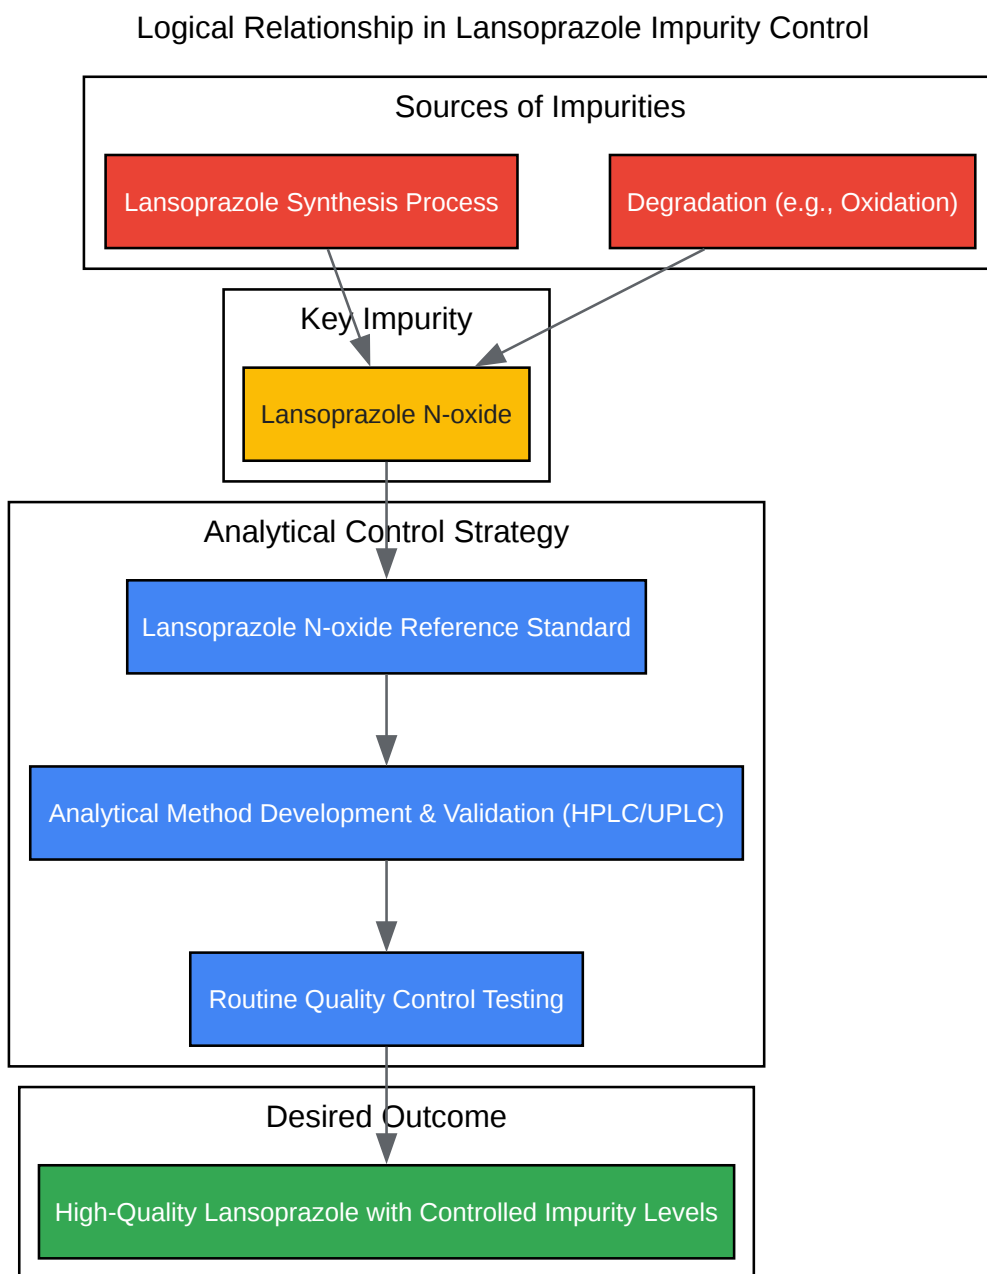 Logical Relationship in Lansoprazole Impurity Control
Sources of Impurities
Lansoprazole Synthesis Process
Degradation (e.g., Oxidation)
Key Impurity
Lansoprazole N-oxide
Analytical Control Strategy
Lansoprazole N-oxide Reference Standard
Analytical Method Development & Validation (HPLC/UPLC)
Routine Quality Control Testing
Desired Outcome
High-Quality Lansoprazole with Controlled Impurity Levels